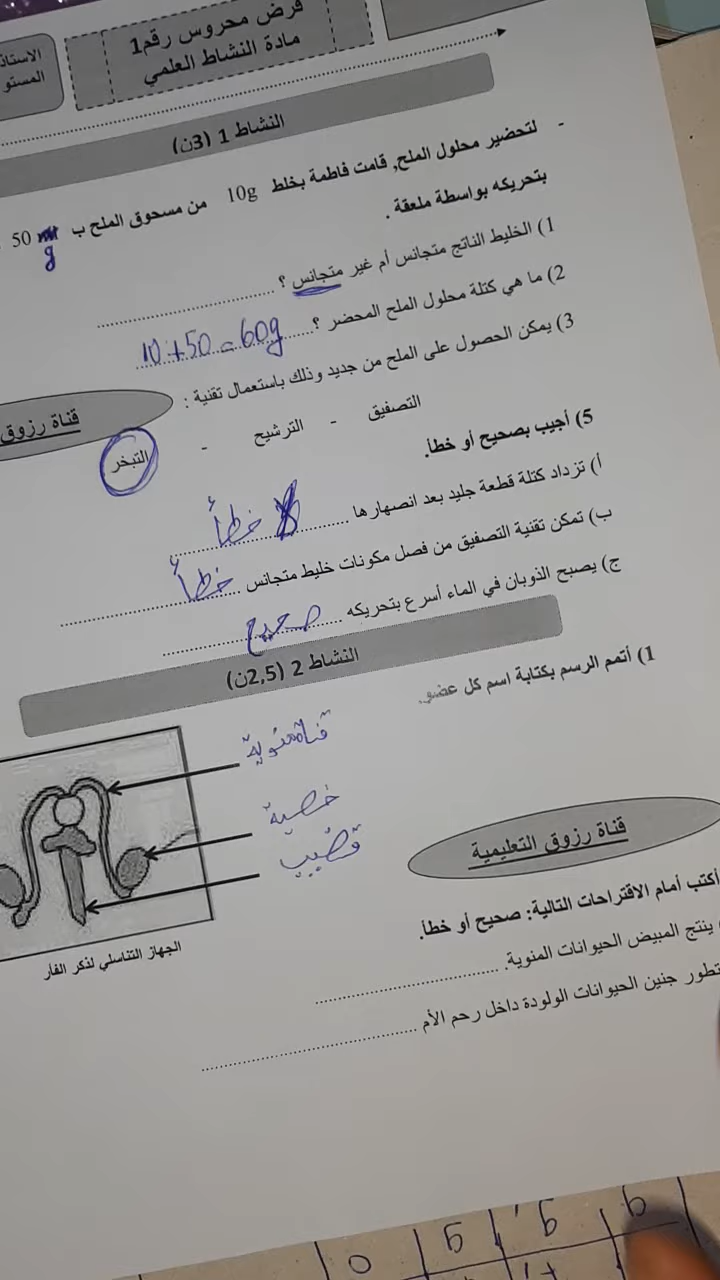 فرض محروس رقم1
مادة النشاط العلمي
الاستاذ
المستو
النشاط 1 (3ن)
- لتحضير محلول الملح, قامت فاطمة بخلط 10g من مسحوق الملح ب 50 g
بتحريكه بواسطة ملعقة .
1) الخليط الناتج متجانس أم غير متجانس ؟
2) ما هي كتلة محلول الملح المحضر ؟ 10+50=60g
3) يمكن الحصول على الملح من جديد وذلك باستعمال تقنية :
التصفيق - الترشيح - التبخر
قناة رزوق
5) أجيب بصحيح أو خطأ.
أ) تزداد كتلة قطعة جليد بعد انصهارها خطأ
ب) تمكن تقنية التصفيق من فصل مكونات خليط متجانس خطأ
ج) يصبح الذوبان في الماء أسرع بتحريكه صحيح
النشاط 2 (2,5ن)
1) أتمم الرسم بكتابة اسم كل عضو.
قناة منوية
خصية
قضيب
الجهاز التناسلي لذكر الفأر
قناة رزوق التعليمية
أكتب أمام الاقتراحات التالية: صحيح أو خطأ.
ينتج المبيض الحيوانات المنوية.
تطور جنين الحيوانات الولودة داخل رحم الأم